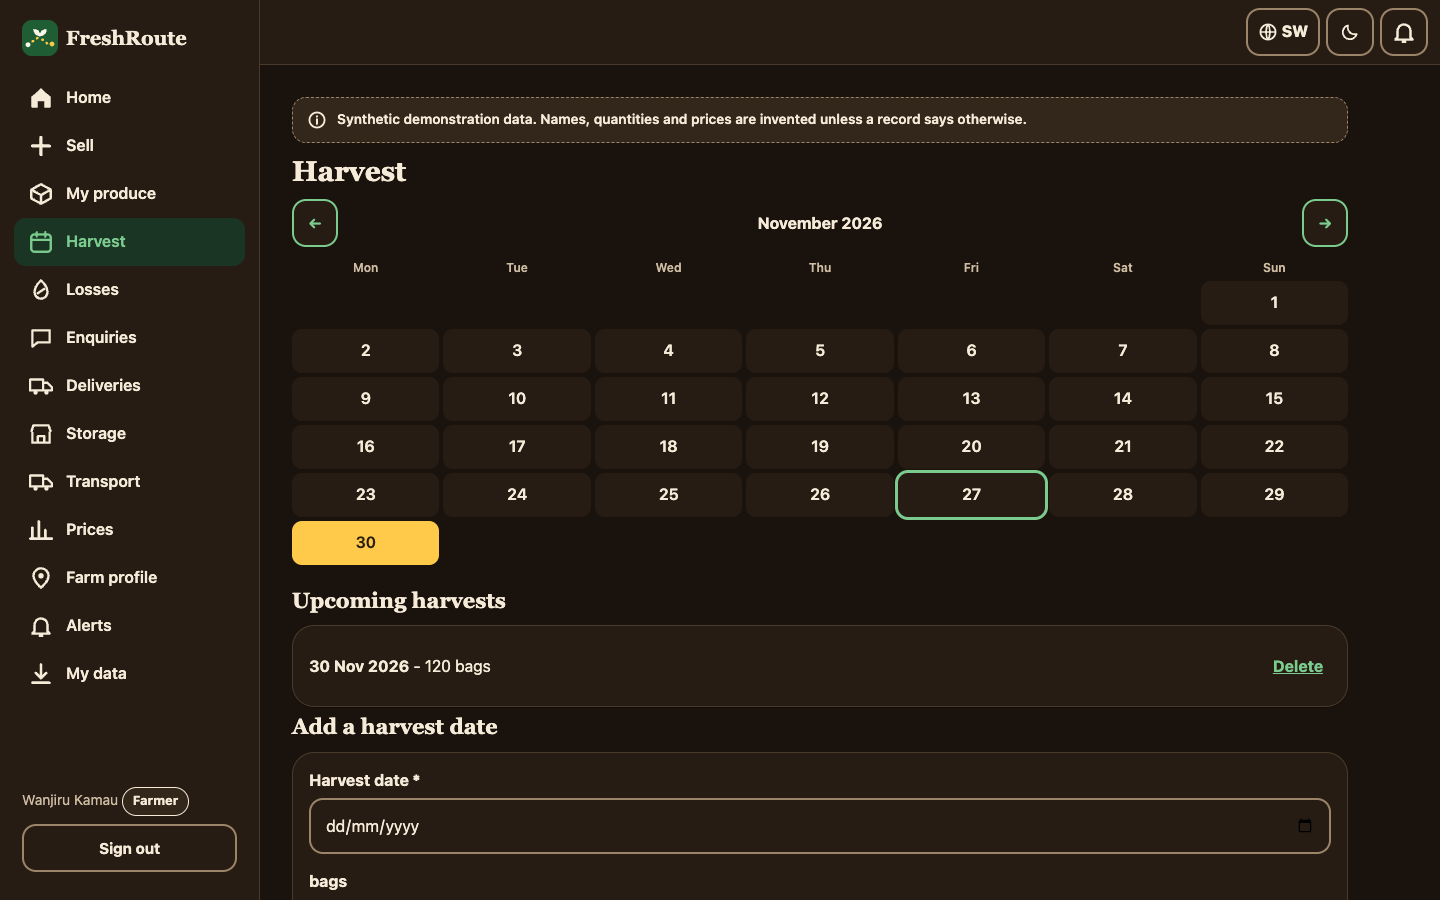 FreshRoute
Home
Sell
My produce
Harvest
Losses
Enquiries
Deliveries
Storage
Transport
Prices
Farm profile
Alerts
My data
Wanjiru Kamau Farmer
Sign out
SW
Synthetic demonstration data. Names, quantities and prices are invented unless a record says otherwise.
Harvest
November 2026
Mon Tue Wed Thu Fri Sat Sun
1
2 3 4 5 6 7 8
9 10 11 12 13 14 15
16 17 18 19 20 21 22
23 24 25 26 27 28 29
30
Upcoming harvests
30 Nov 2026 - 120 bags Delete
Add a harvest date
Harvest date *
dd/mm/yyyy
bags